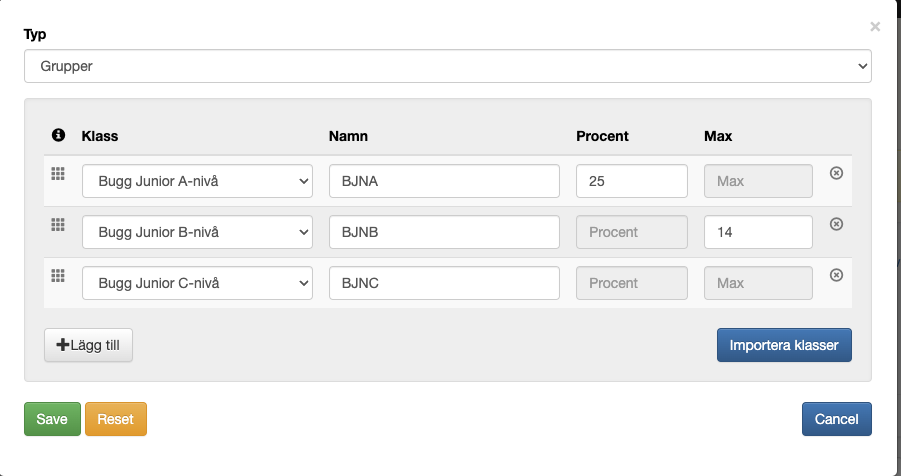 ×
Typ
Grupper
Klass Namn Procent Max
Bugg Junior A-nivå BJNA 25 Max
Bugg Junior B-nivå BJNB Procent 14
Bugg Junior C-nivå BJNC Procent Max
Lägg till Importera klasser
Save Reset Cancel